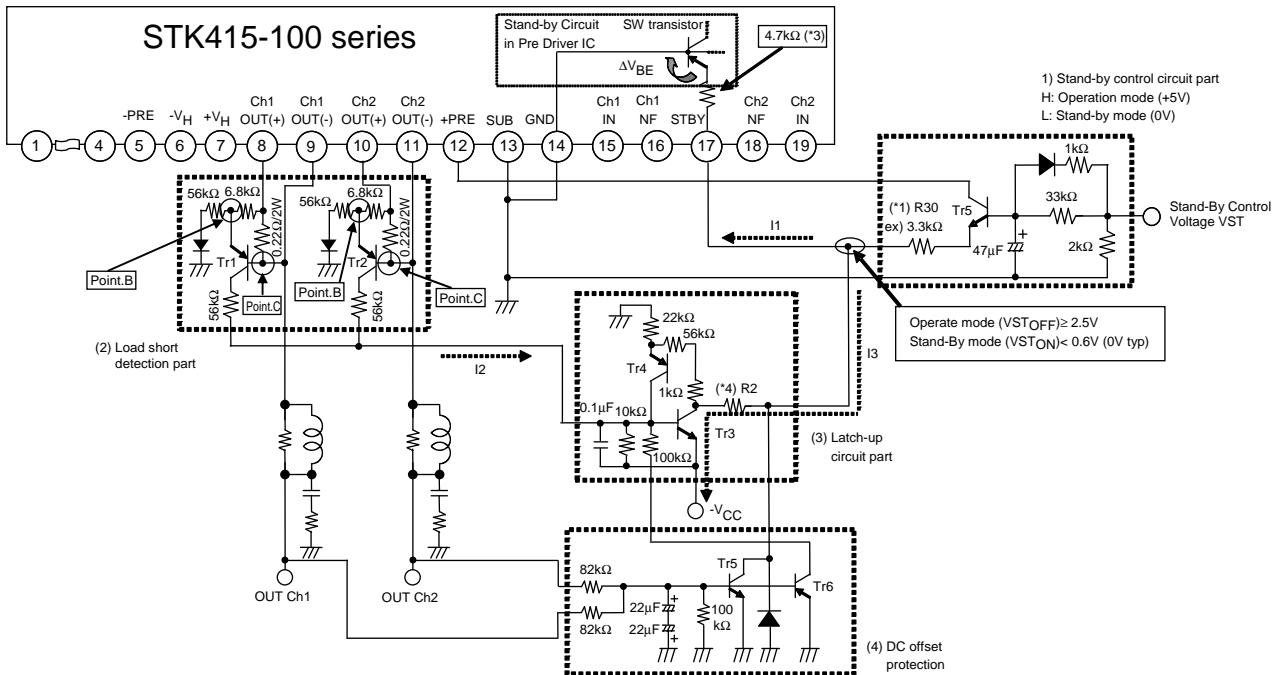 STK415-100 series
Stand-by Circuit
in Pre Driver IC
SW transistor
ΔVBE
4.7kΩ (*3)
1) Stand-by control circuit part
H: Operation mode (+5V)
L: Stand-by mode (0V)
-PRE
-VH
+VH
Ch1
OUT(+)
Ch1
OUT(-)
Ch2
OUT(+)
Ch2
OUT(-)
+PRE
SUB
GND
Ch1
IN
Ch1
NF
STBY
Ch2
NF
Ch2
IN
1
4
5
6
7
8
9
10
11
12
13
14
15
16
17
18
19
56kΩ
6.8kΩ
0.22Ω/2W
Tr1
56kΩ
56kΩ
6.8kΩ
0.22Ω/2W
Tr2
56kΩ
Point.B
Point.C
Point.B
Point.C
(2) Load short
detection part
I1
I2
I3
(*1) R30
ex) 3.3kΩ
Tr5
1kΩ
33kΩ
47μF
+
2kΩ
Stand-By Control
Voltage VST
Operate mode (VSTOFF)≥ 2.5V
Stand-By mode (VSTON)< 0.6V (0V typ)
22kΩ
56kΩ
Tr4
1kΩ
(*4) R2
0.1μF
10kΩ
Tr3
100kΩ
(3) Latch-up
circuit part
-VCC
OUT Ch1
OUT Ch2
82kΩ
82kΩ
22μF
+
22μF
+
100
kΩ
Tr5
Tr6
(4) DC offset
protection